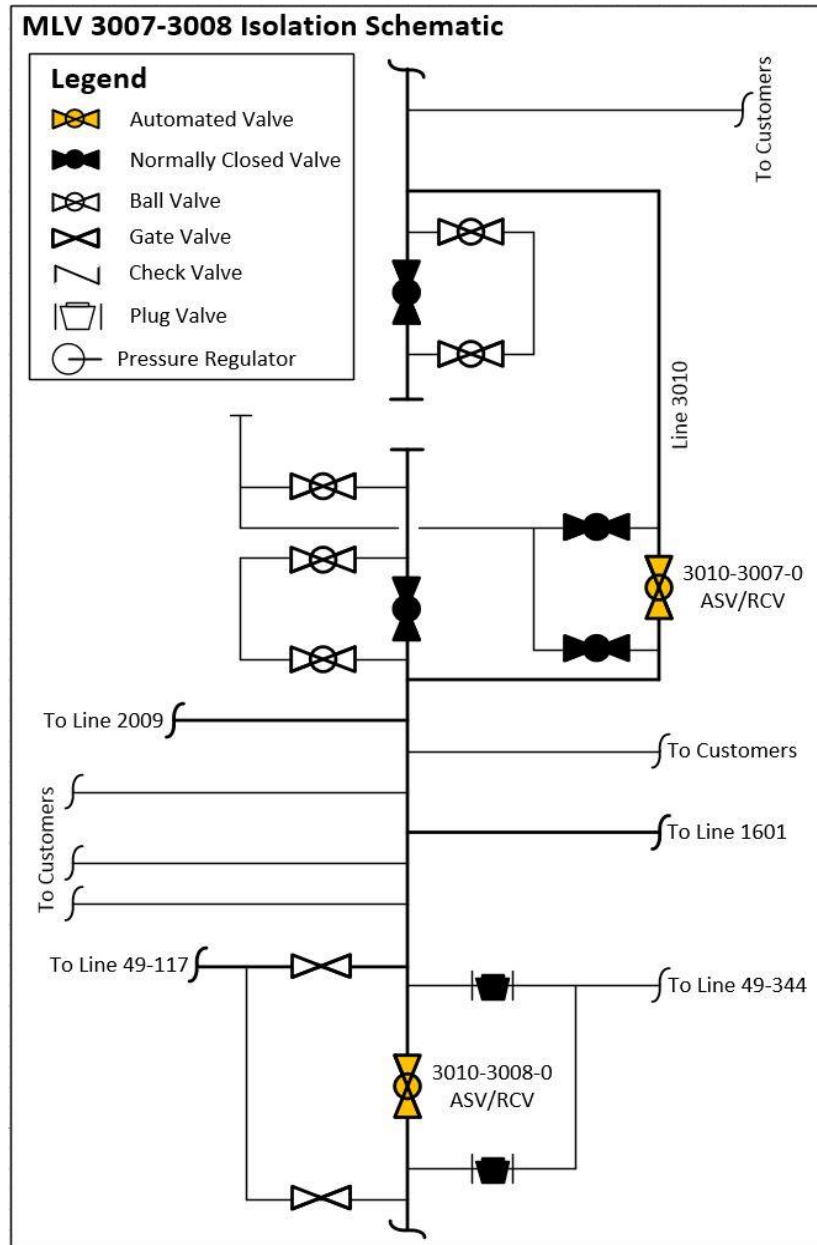 MLV 3007-3008 Isolation Schematic
Legend
Automated Valve
Normally Closed Valve
Ball Valve
Gate Valve
Check Valve
Plug Valve
Pressure Regulator
To Customers
Line 3010
3010-3007-0
ASV/RCV
To Line 2009
To Customers
To Customers
To Line 1601
To Line 49-117
To Line 49-344
3010-3008-0
ASV/RCV